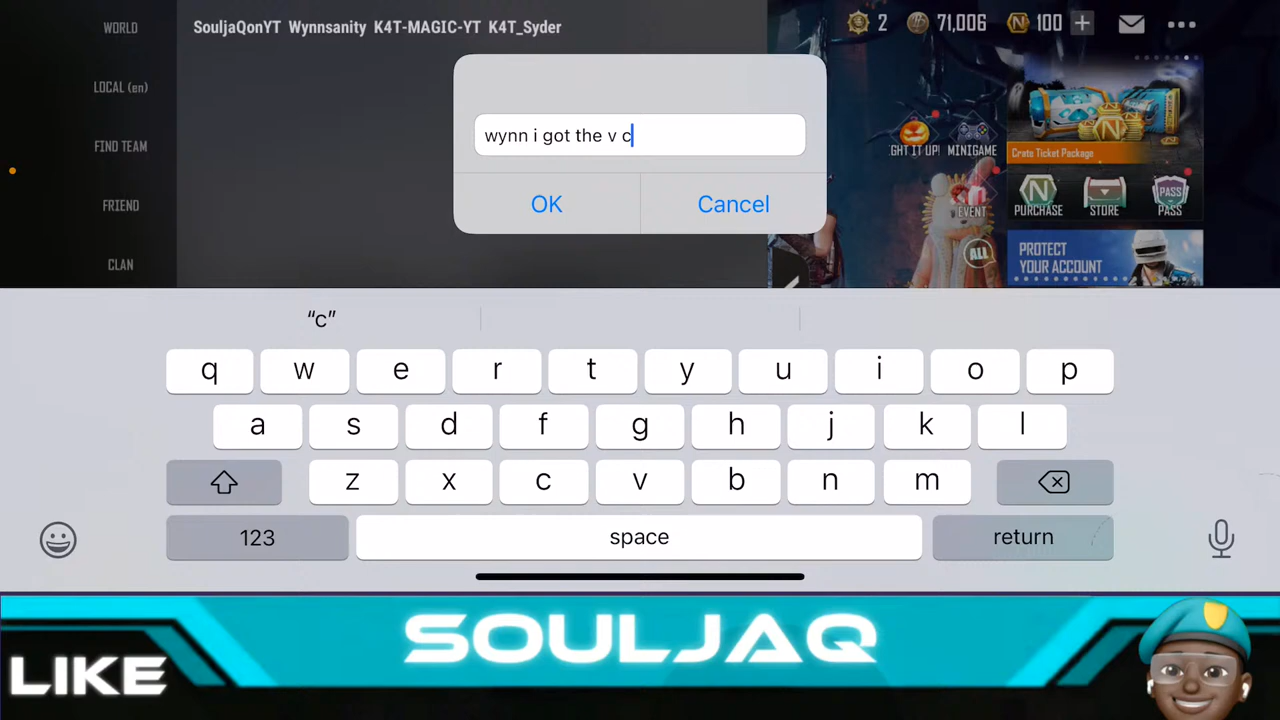 WORLD
SouljaQonYT Wynnsanity K4T-MAGIC-YT K4T_Syder
2 71,006 N 100 +
LOCAL (en)
FIND TEAM
FRIEND
CLAN
wynn i got the v c
OK Cancel
GHT IT UP! MINIGAME
Crate Ticket Package
EVENT
ALL
N PASS
PURCHASE STORE PASS
PROTECT
YOUR ACCOUNT
“c”
q w e r t y u i o p
a s d f g h j k l
z x c v b n m
123 space return
SOULJAQ
LIKE